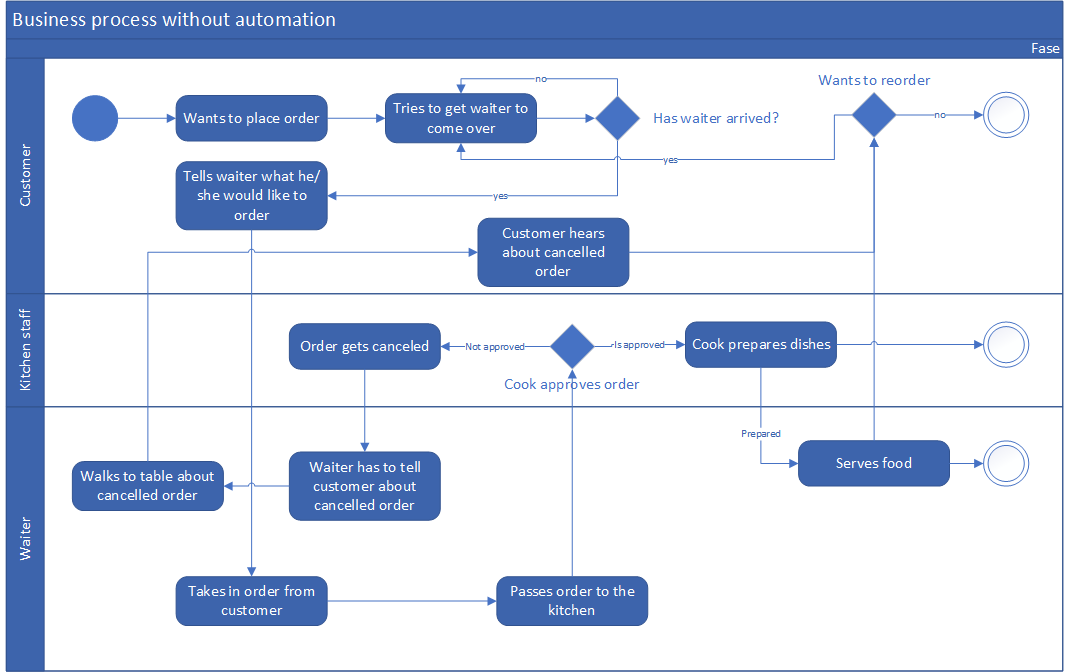 Business process without automation
Fase
Customer
Wants to place order
Tries to get waiter to
come over
no
Has waiter arrived?
Wants to reorder
no
yes
yes
Tells waiter what he/
she would like to
order
Customer hears
about cancelled
order
Kitchen staff
Order gets canceled
Not approved
Is approved
Cook approves order
Cook prepares dishes
Prepared
Waiter
Walks to table about
cancelled order
Waiter has to tell
customer about
cancelled order
Serves food
Takes in order from
customer
Passes order to the
kitchen